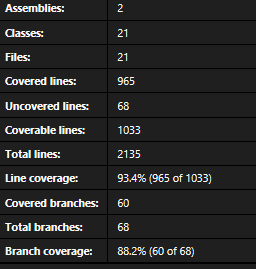 Assemblies: 2
Classes: 21
Files: 21
Covered lines: 965
Uncovered lines: 68
Coverable lines: 1033
Total lines: 2135
Line coverage: 93.4% (965 of 1033)
Covered branches: 60
Total branches: 68
Branch coverage: 88.2% (60 of 68)